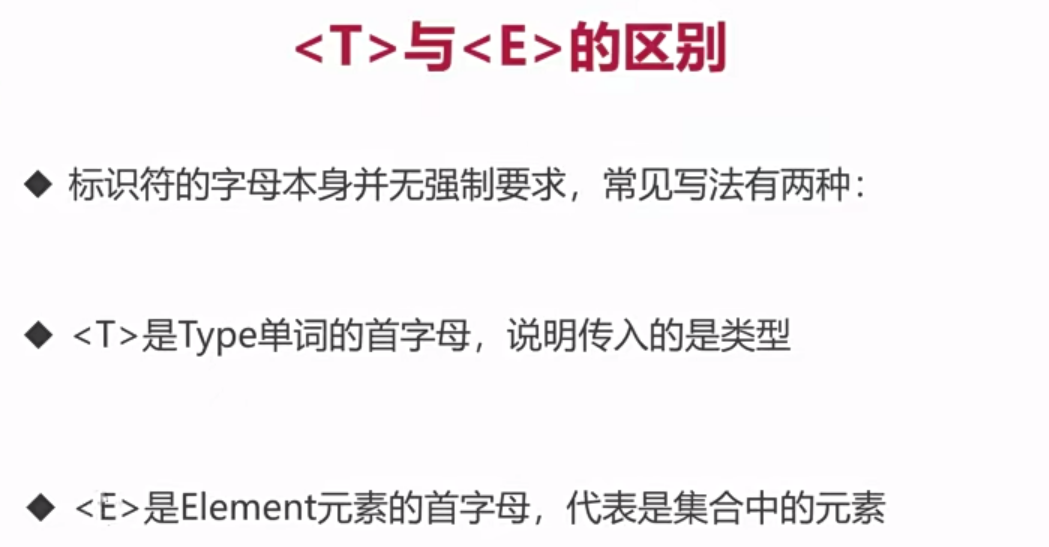 <T>与<E>的区别
◆ 标识符的字母本身并无强制要求，常见写法有两种：
◆ <T>是Type单词的首字母，说明传入的是类型
◆ <E>是Element元素的首字母，代表是集合中的元素